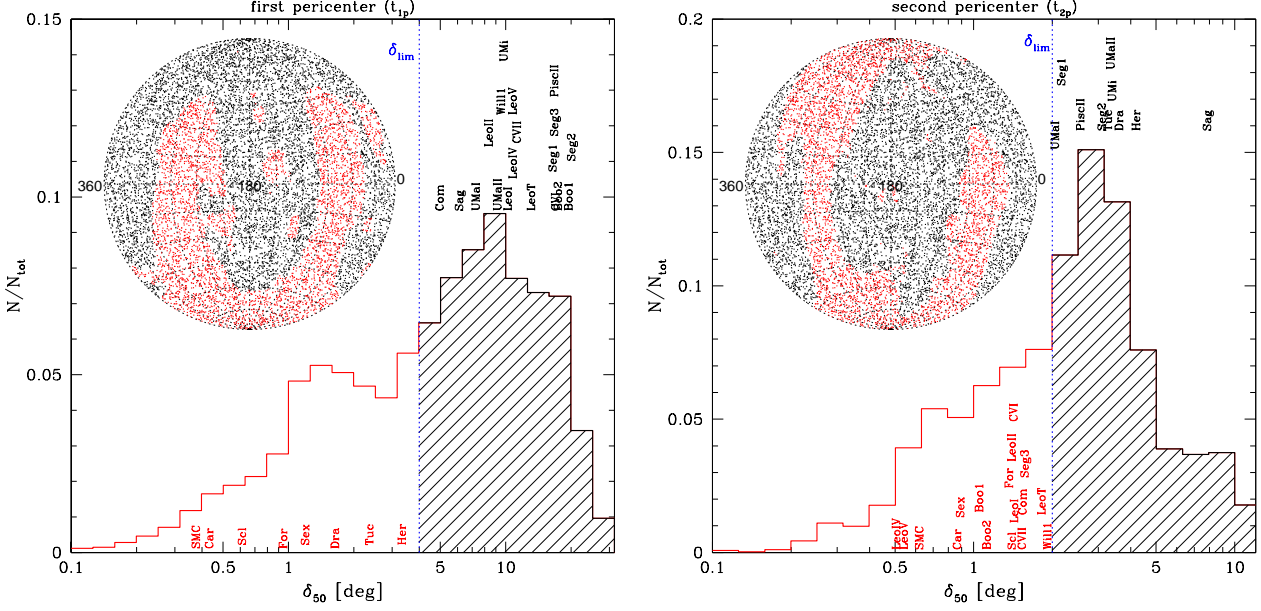 first pericenter (t1p)
0.15
δlim
UMi
PiscII
Will1
LeoV
LeoII
CVII
Seg3
Seg2
LeoIV
Seg1
360
180
0
0.1
Com
Sag
UMaI
UMaII
LeoI
LeoT
Boo2
Boo1
N/Ntot
0.05
SMC
Car
Scl
For
Sex
Dra
Tuc
Her
0
0.1
0.5
1
5
10
δ50 [deg]
second pericenter (t2p)
0.2
δlim
Seg1
UMaII
UMi
PiscII
UMaI
Seg2
Tuc
Dra
Her
Sag
0.15
360
180
0
N/Ntot
0.1
0.05
CVI
LeoII
For
Seg3
Com
LeoI
LeoT
Boo1
Sex
LeoIV
LeoV
SMC
Car
Boo2
Scl
CVII
Will1
0
0.1
0.5
1
5
10
δ50 [deg]